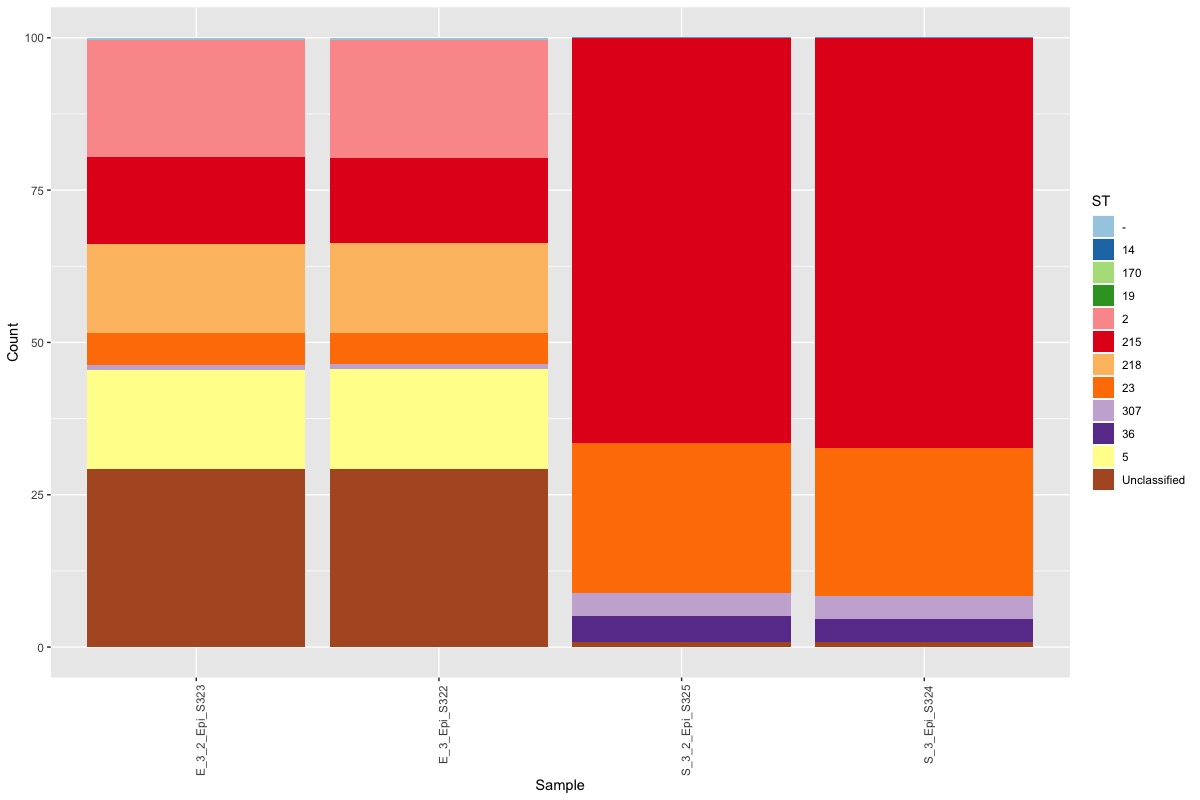 100
75
50
25
0
Count
E_3_2_Epi_S323
E_3_Epi_S322
S_3_2_Epi_S325
S_3_Epi_S324
Sample
ST
-
14
170
19
2
215
218
23
307
36
5
Unclassified